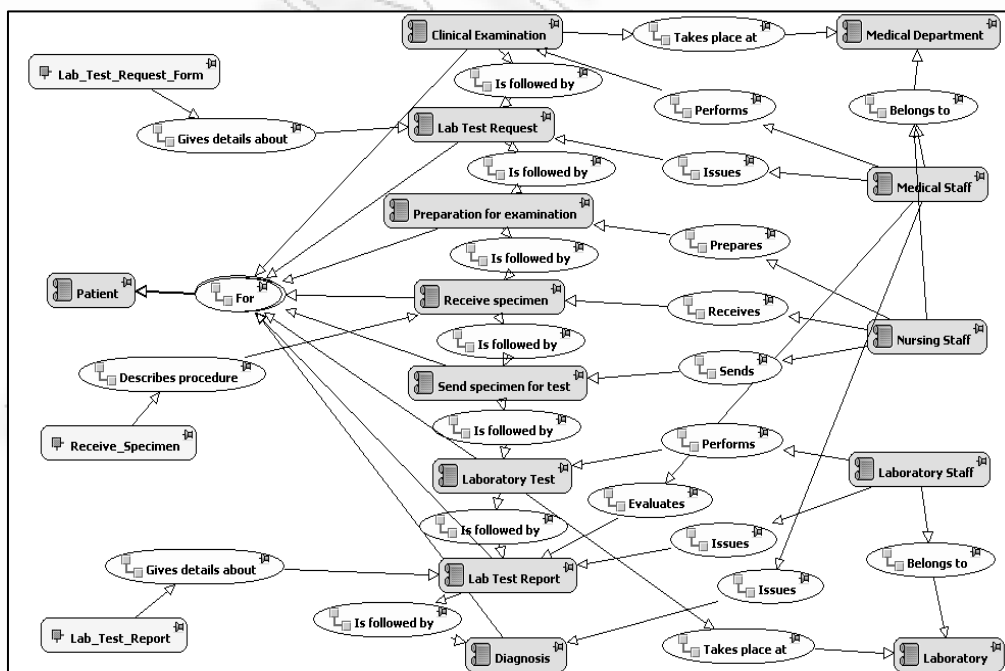 Clinical Examination
Takes place at
Medical Department
Lab_Test_Request_Form
Is followed by
Performs
Belongs to
Gives details about
Lab Test Request
Is followed by
Issues
Medical Staff
Preparation for examination
Is followed by
Prepares
Patient
For
Receive specimen
Receives
Nursing Staff
Is followed by
Describes procedure
Send specimen for test
Sends
Is followed by
Receive_Specimen
Performs
Laboratory Test
Laboratory Staff
Evaluates
Is followed by
Issues
Gives details about
Lab Test Report
Issues
Belongs to
Is followed by
Lab_Test_Report
Diagnosis
Takes place at
Laboratory